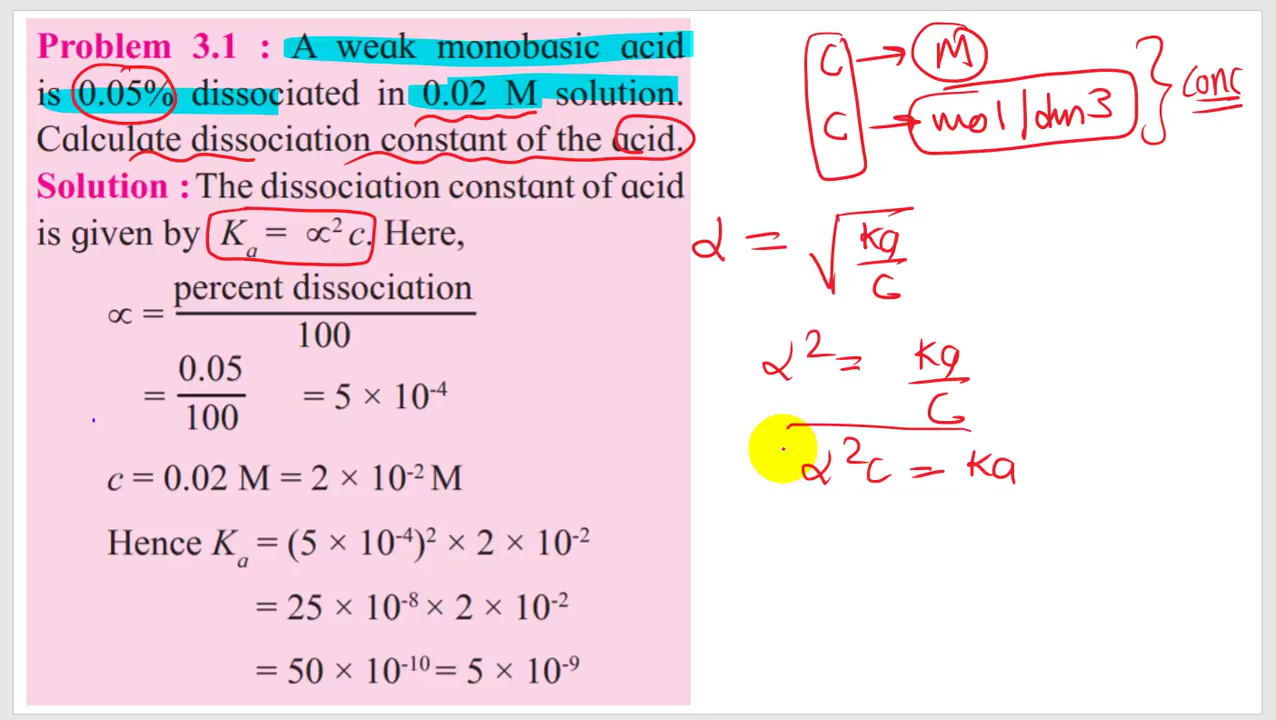 Problem 3.1 : A weak monobasic acid
is 0.05% dissociated in 0.02 M solution.
Calculate dissociation constant of the acid.
Solution : The dissociation constant of acid
is given by Kₐ = ∝² c. Here,
∝ = percent dissociation
100
= 0.05 = 5 × 10⁻⁴
100
c = 0.02 M = 2 × 10⁻² M
Hence Kₐ = (5 × 10⁻⁴)² × 2 × 10⁻²
= 25 × 10⁻⁸ × 2 × 10⁻²
= 50 × 10⁻¹⁰ = 5 × 10⁻⁹
C → M
C → mol/dm3 } conc
α = √ Ka
C
α² = Ka
C
α²c = Ka